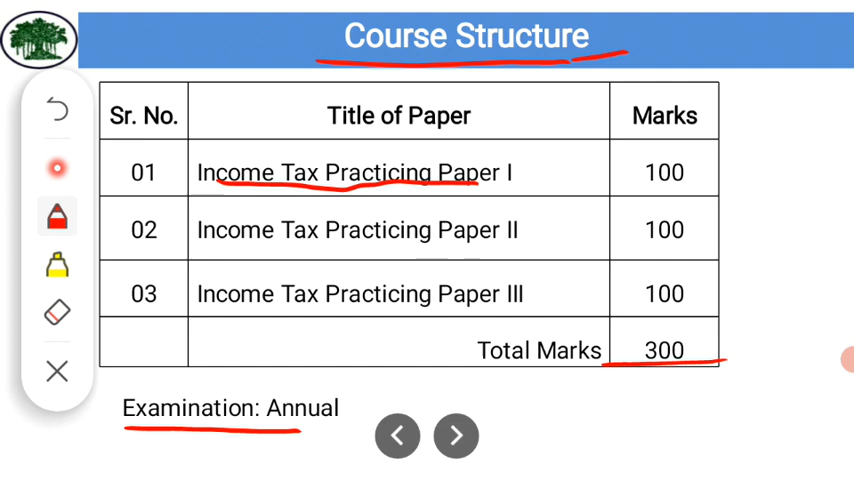 Course Structure
Sr. No. Title of Paper Marks
01 Income Tax Practicing Paper I 100
02 Income Tax Practicing Paper II 100
03 Income Tax Practicing Paper III 100
Total Marks 300
Examination: Annual